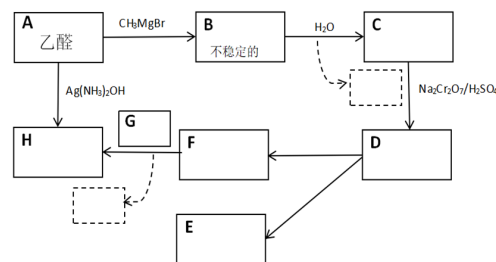 A
乙醛
CH₃MgBr
B
不稳定的
H₂O
C
Ag(NH₃)₂OH
Na₂Cr₂O₇/H₂SO₄
G
H
F
D
E